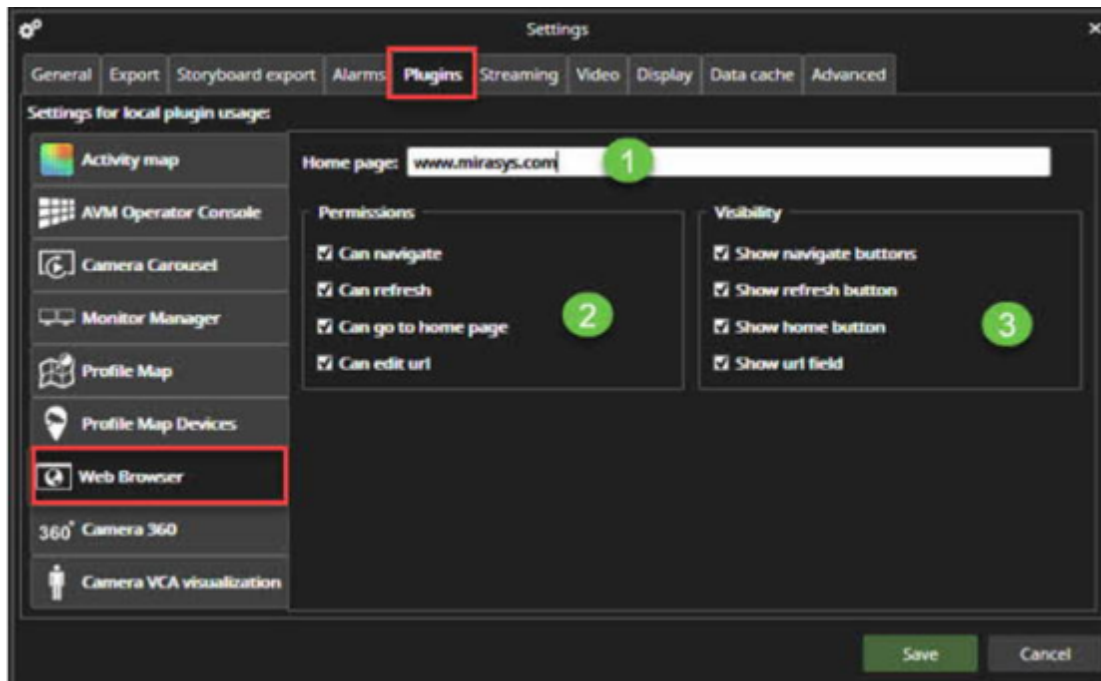 Settings
General Export Storyboard export Alarms Plugins Streaming Video Display Data cache Advanced
Settings for local plugin usage:
Activity map
AVM Operator Console
Camera Carousel
Monitor Manager
Profile Map
Profile Map Devices
Web Browser
360° Camera 360
Camera VCA visualization
Home page: www.mirasys.com 1
Permissions
Can navigate
Can refresh
Can go to home page
Can edit url
2
Visibility
Show navigate buttons
Show refresh button
Show home button
Show url field
3
Save Cancel